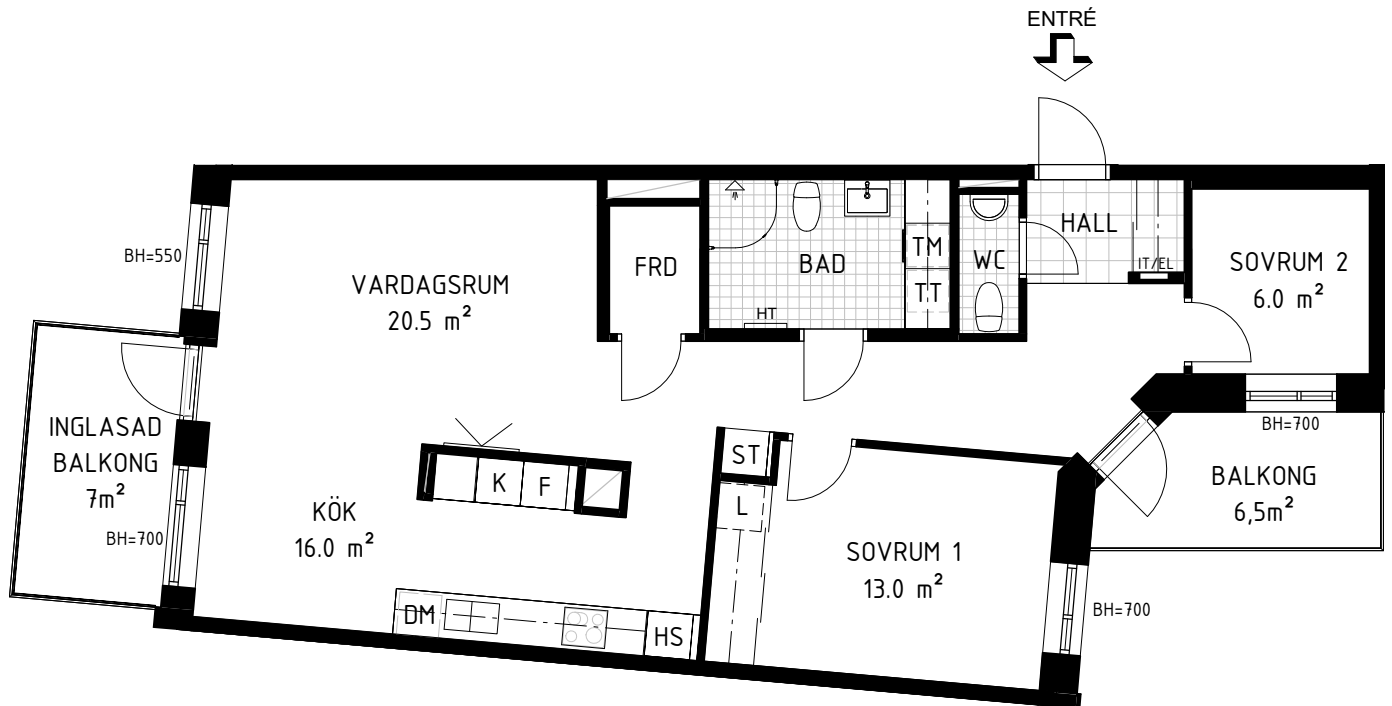 ENTRÉ
HALL
IT/EL
WC
BAD
TM
TT
HT
FRD
SOVRUM 2
6.0 m²
BH=550
VARDAGSRUM
20.5 m²
INGLASAD
BALKONG
7m²
BH=700
KÖK
16.0 m²
K
F
ST
L
DM
HS
SOVRUM 1
13.0 m²
BH=700
BH=700
BALKONG
6,5m²